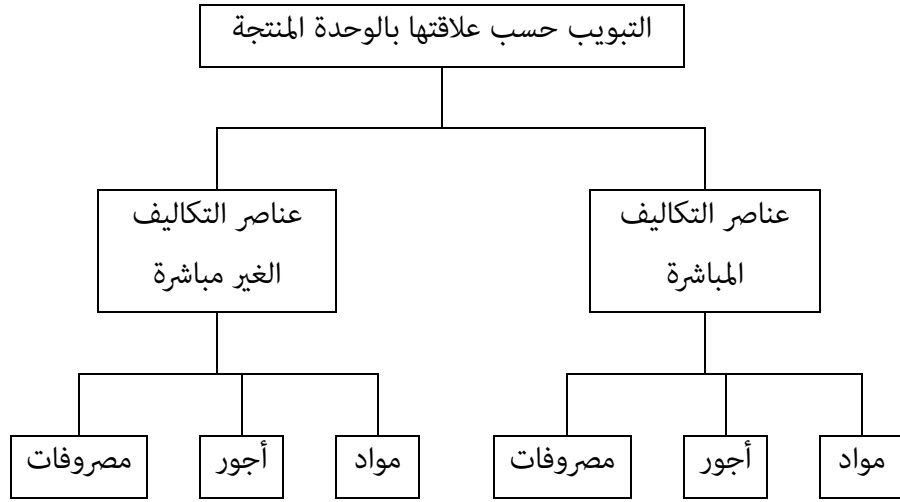 التبويب حسب علاقتها بالوحدة المنتجة
عناصر التكاليف
المباشرة
عناصر التكاليف
الغير مباشرة
مواد
أجور
مصروفات
مواد
أجور
مصروفات